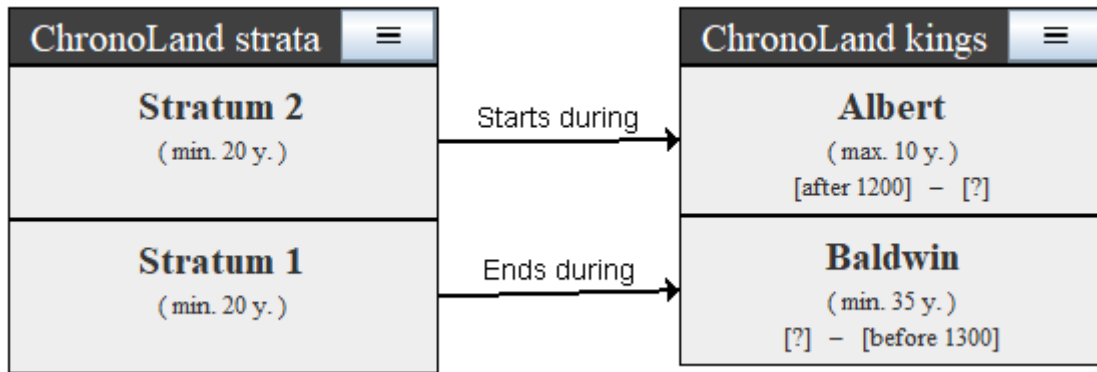 ChronoLand strata ≡
Stratum 2
( min. 20 y. )
Stratum 1
( min. 20 y. )
Starts during
Ends during
ChronoLand kings ≡
Albert
( max. 10 y. )
[after 1200] – [?]
Baldwin
( min. 35 y. )
[?] – [before 1300]